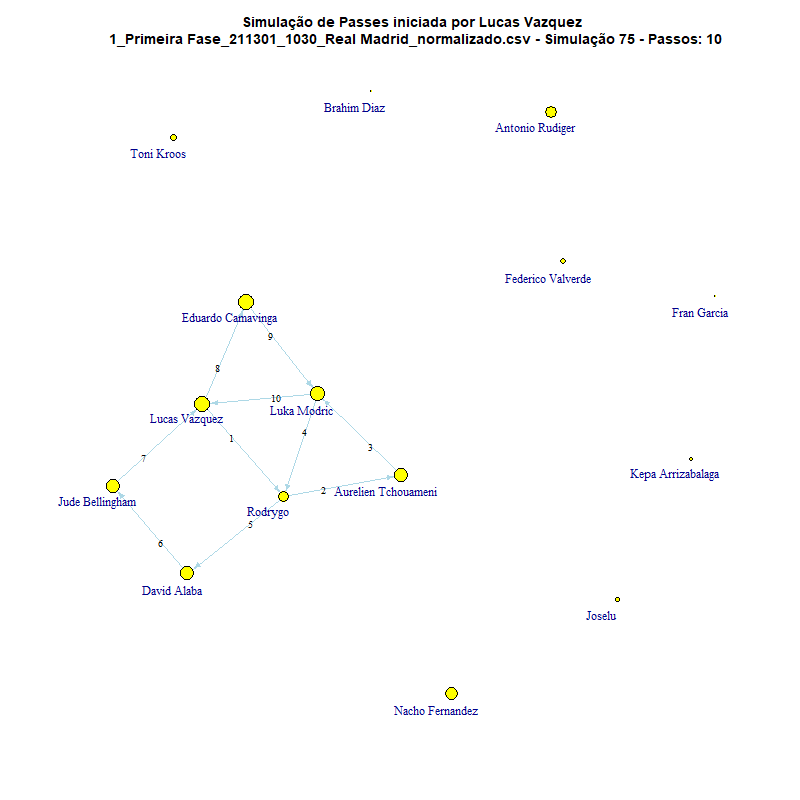 Simulação de Passes iniciada por Lucas Vazquez
1_Primeira Fase_211301_1030_Real Madrid_normalizado.csv - Simulação 75 - Passos: 10
Brahim Diaz
Antonio Rudiger
Toni Kroos
Federico Valverde
Fran Garcia
Eduardo Camavinga
9
8
10
Luka Modric
Lucas Vazquez
4
1
3
7
Kepa Arrizabalaga
2
Aurelien Tchouameni
Jude Bellingham
Rodrygo
5
6
David Alaba
Joselu
Nacho Fernandez